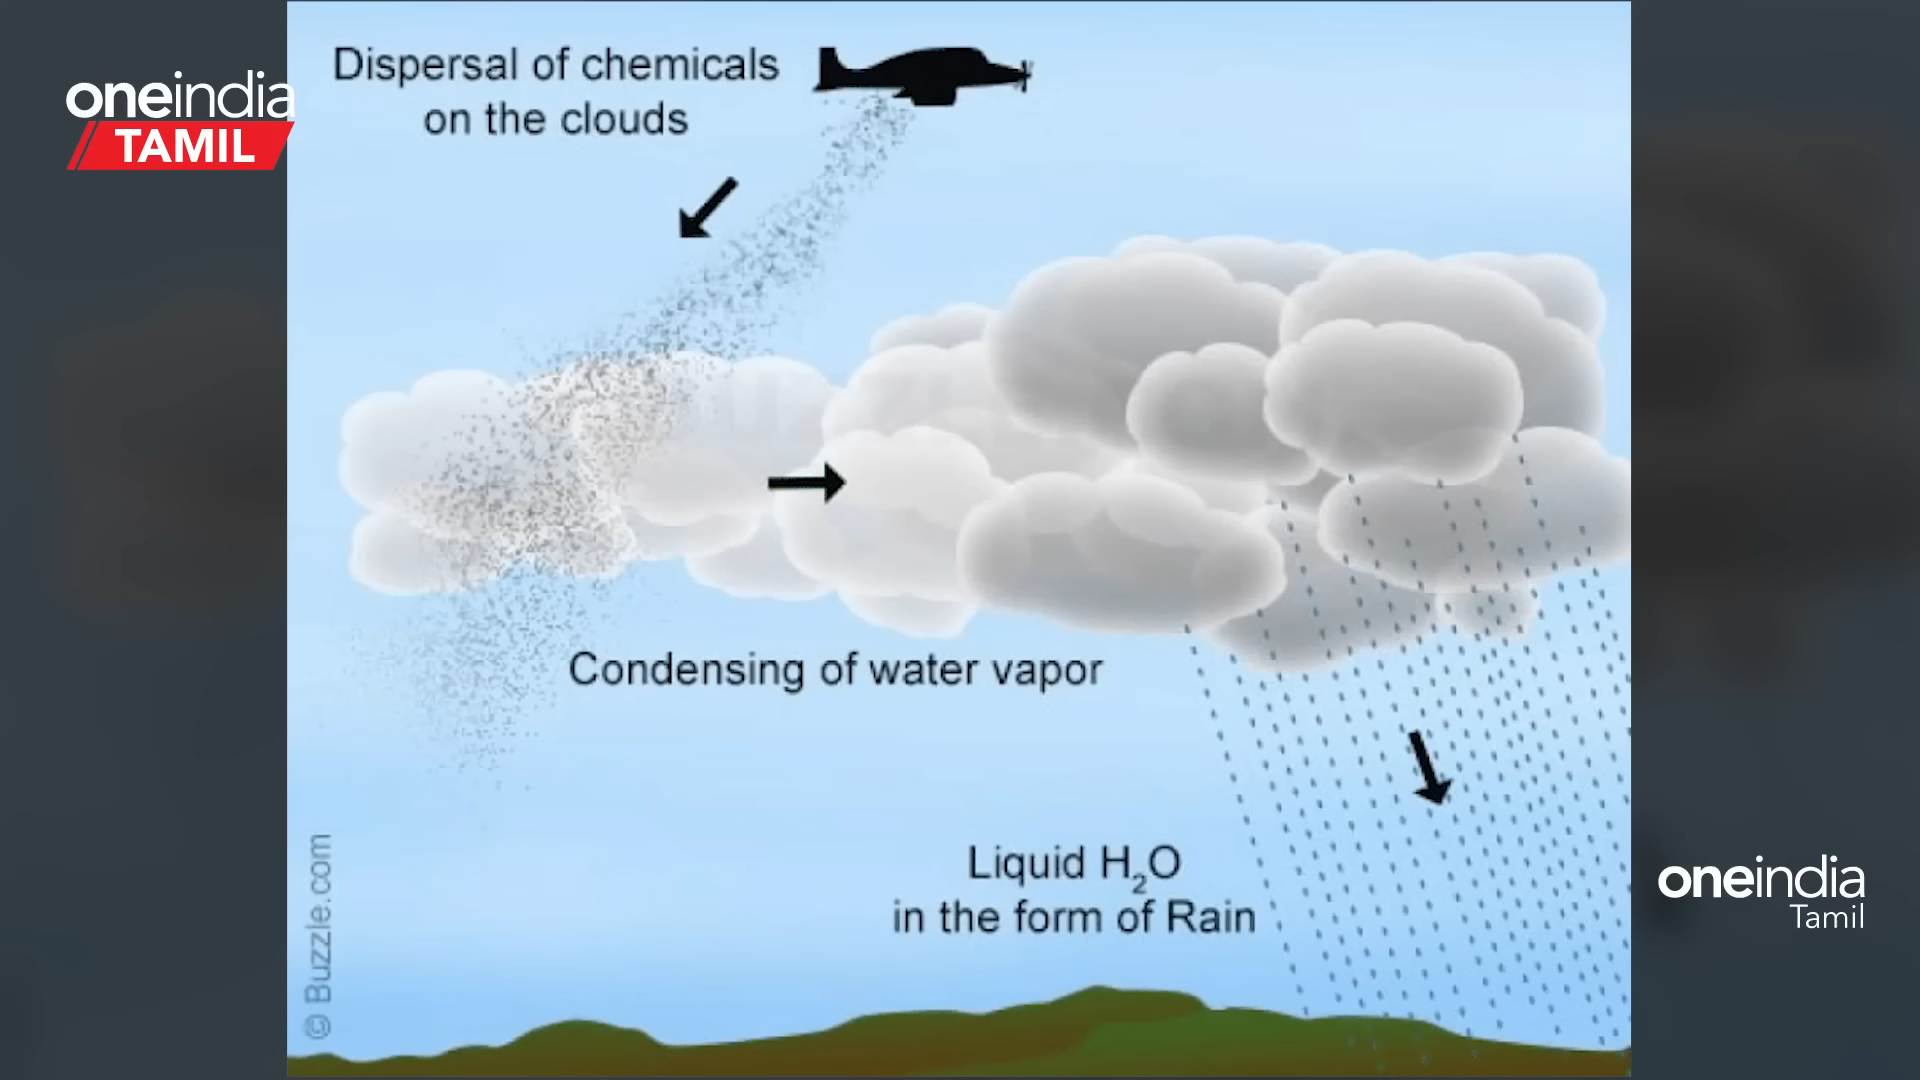 oneindia
TAMIL
Dispersal of chemicals
on the clouds
Condensing of water vapor
Liquid H₂O
in the form of Rain
© Buzzle.com
oneindia
Tamil